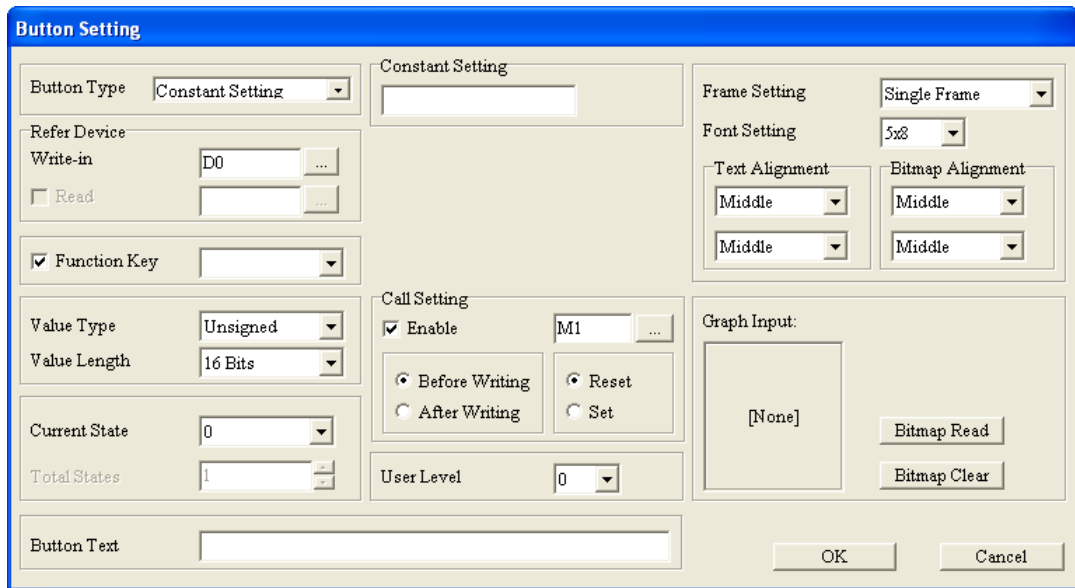 Button Setting
Button Type Constant Setting
Refer Device
Write-in D0 ...
Read ...
Function Key
Value Type Unsigned
Value Length 16 Bits
Current State 0
Total States 1
Constant Setting
Call Setting
Enable M1 ...
Before Writing Reset
After Writing Set
User Level 0
Frame Setting Single Frame
Font Setting 5x8
Text Alignment Bitmap Alignment
Middle Middle
Middle Middle
Graph Input:
[None]
Bitmap Read
Bitmap Clear
Button Text
OK Cancel